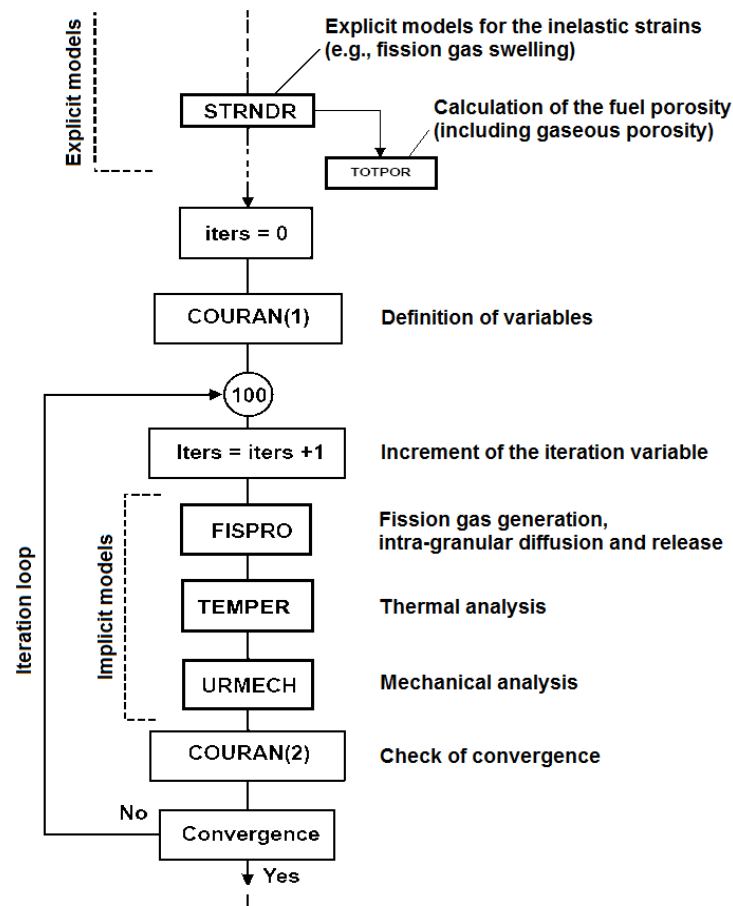 Explicit models for the inelastic strains
(e.g., fission gas swelling)
Explicit models
STRNDR
Calculation of the fuel porosity
(including gaseous porosity)
TOTPOR
iters = 0
COURAN(1)
Definition of variables
100
Iters = iters +1
Increment of the iteration variable
Iteration loop
Implicit models
FISPRO
Fission gas generation,
intra-granular diffusion and release
TEMPER
Thermal analysis
URMECH
Mechanical analysis
COURAN(2)
Check of convergence
No
Convergence
Yes